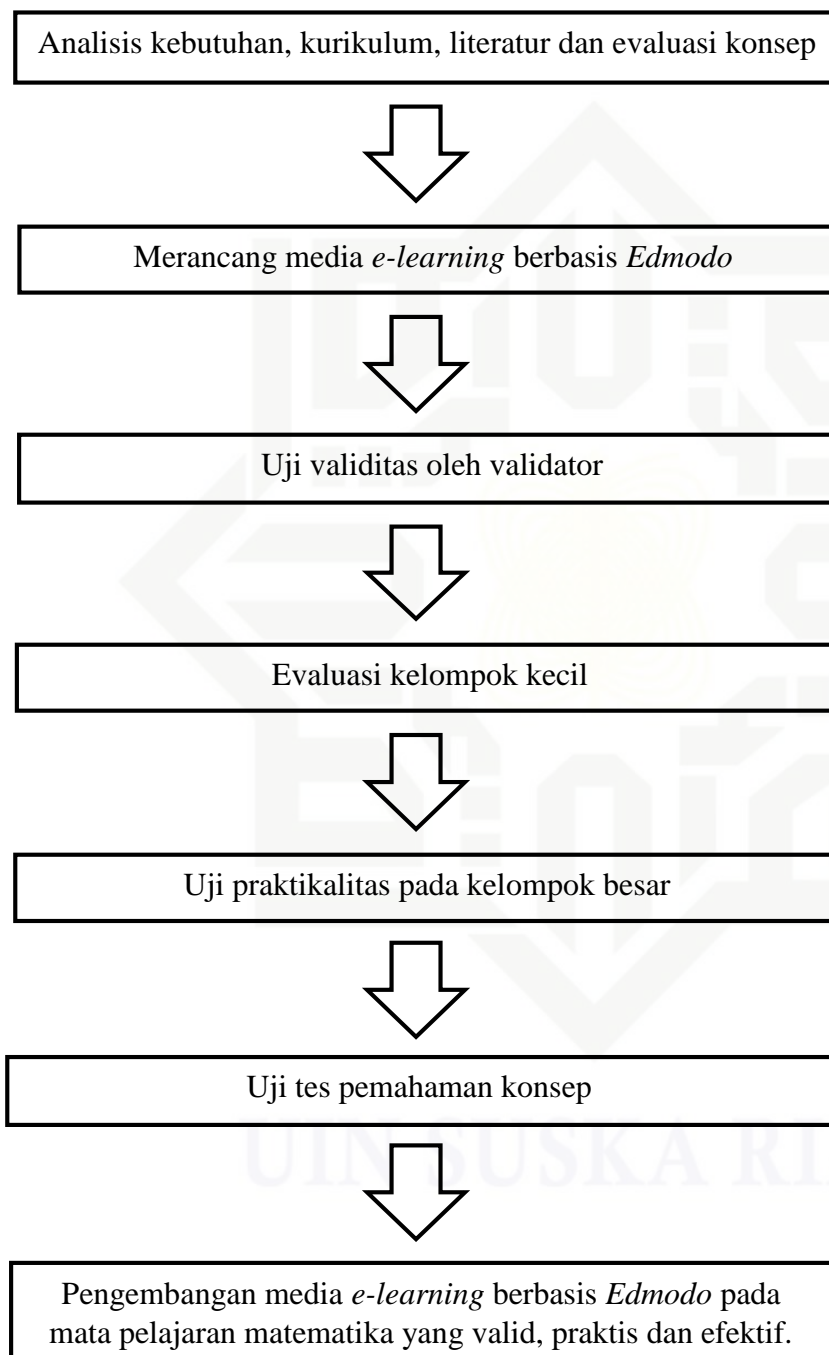 Analisis kebutuhan, kurikulum, literatur dan evaluasi konsep
Merancang media e-learning berbasis Edmodo
Uji validitas oleh validator
Evaluasi kelompok kecil
Uji praktikalitas pada kelompok besar
Uji tes pemahaman konsep
UIN SUSKA
Pengembangan media e-learning berbasis Edmodo pada
mata pelajaran matematika yang valid, praktis dan efektif.